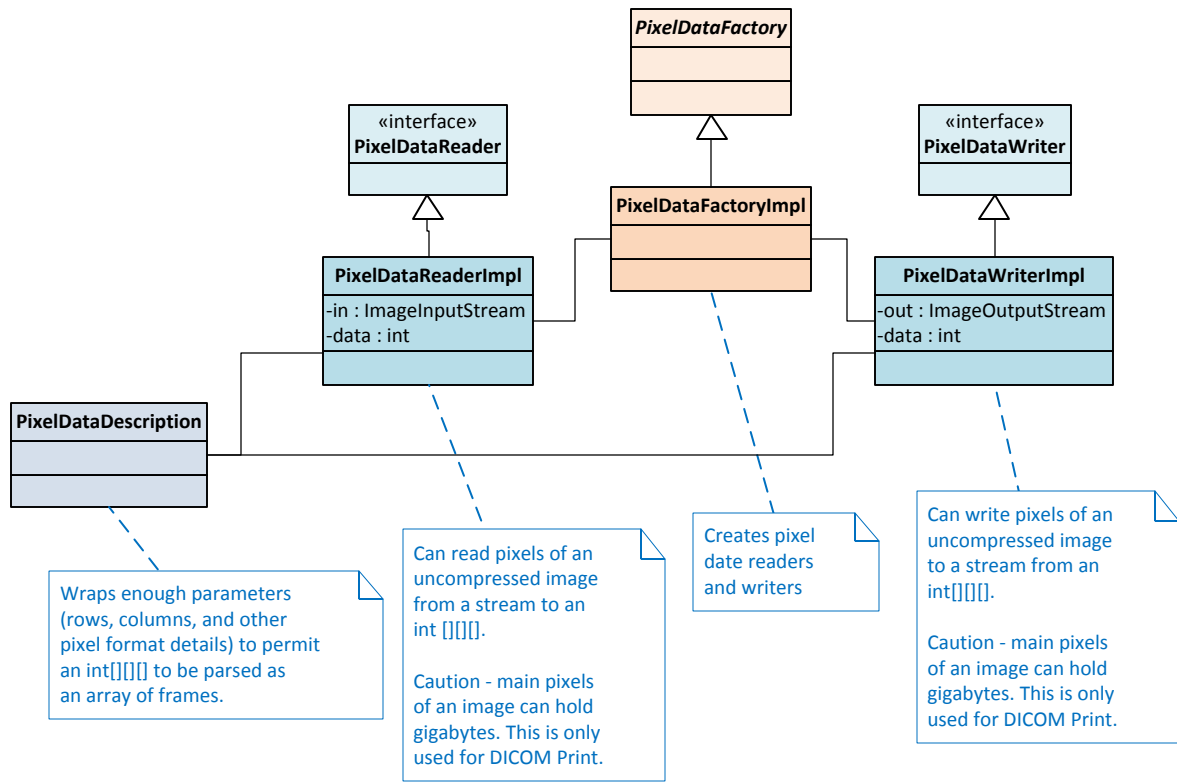 PixelDataFactory
«interface»
PixelDataReader
«interface»
PixelDataWriter
PixelDataFactoryImpl
PixelDataReaderImpl
-in : ImageInputStream
-data : int
PixelDataWriterImpl
-out : ImageOutputStream
-data : int
PixelDataDescription
Wraps enough parameters
(rows, columns, and other
pixel format details) to permit
an int[][][] to be parsed as
an array of frames.
Can read pixels of an
uncompressed image
from a stream to an
int [][][].
Caution - main pixels
of an image can hold
gigabytes. This is only
used for DICOM Print.
Creates pixel
date readers
and writers
Can write pixels of an
uncompressed image
to a stream from an
int[][][].
Caution - main pixels
of an image can hold
gigabytes. This is only
used for DICOM Print.